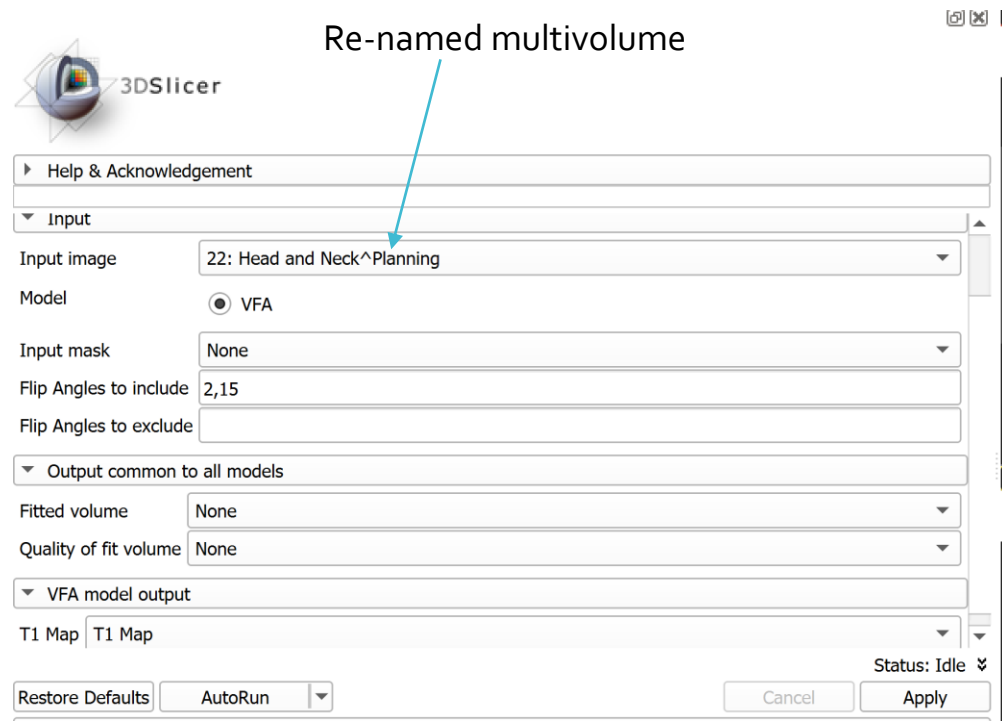 Re-named multivolume
3DSlicer
Help & Acknowledgement
Input
Input image 22: Head and Neck^Planning
Model VFA
Input mask None
Flip Angles to include 2,15
Flip Angles to exclude
Output common to all models
Fitted volume None
Quality of fit volume None
VFA model output
T1 Map T1 Map
Status: Idle
Restore Defaults AutoRun Cancel Apply